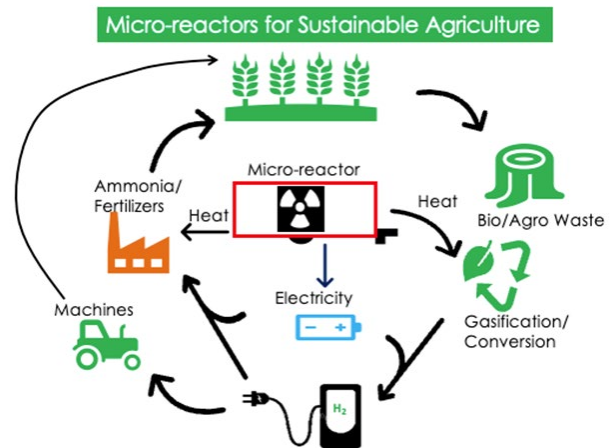 Micro-reactors for Sustainable Agriculture
Micro-reactor
Ammonia/
Fertilizers
Heat
Heat
Bio/Agro Waste
Electricity
- +
Machines
Gasification/
Conversion
H2